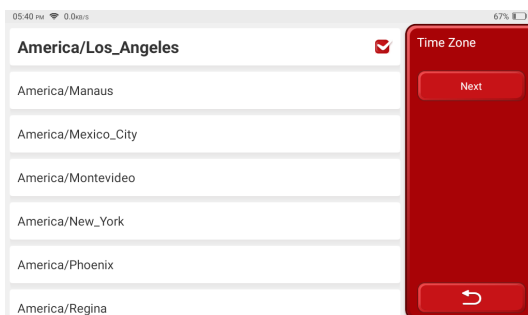 05:40 PM 0.0KB/S 67%
America/Los_Angeles
Time Zone
America/Manaus
Next
America/Mexico_City
America/Montevideo
America/New_York
America/Phoenix
America/Regina